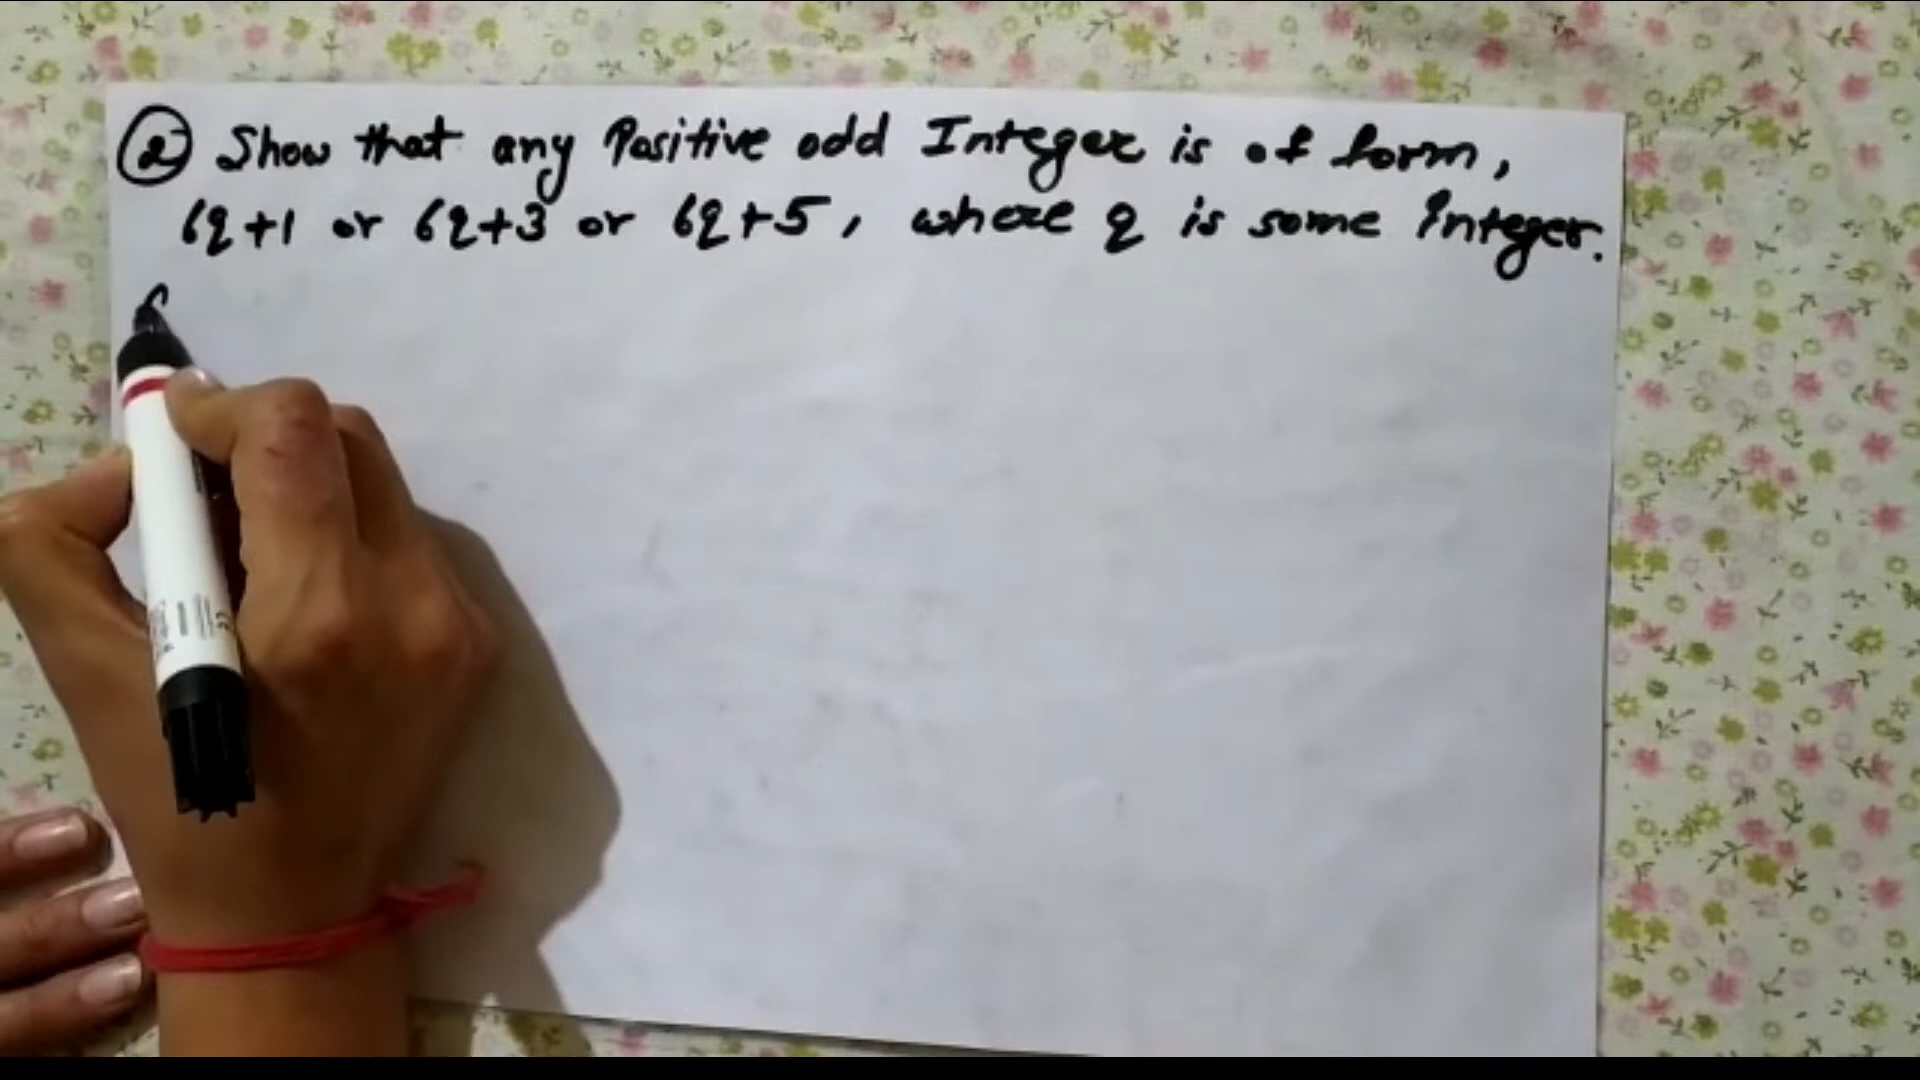 ② Show that any Positive odd Integer is of form,
6q+1 or 6q+3 or 6q+5, where q is some Integer.